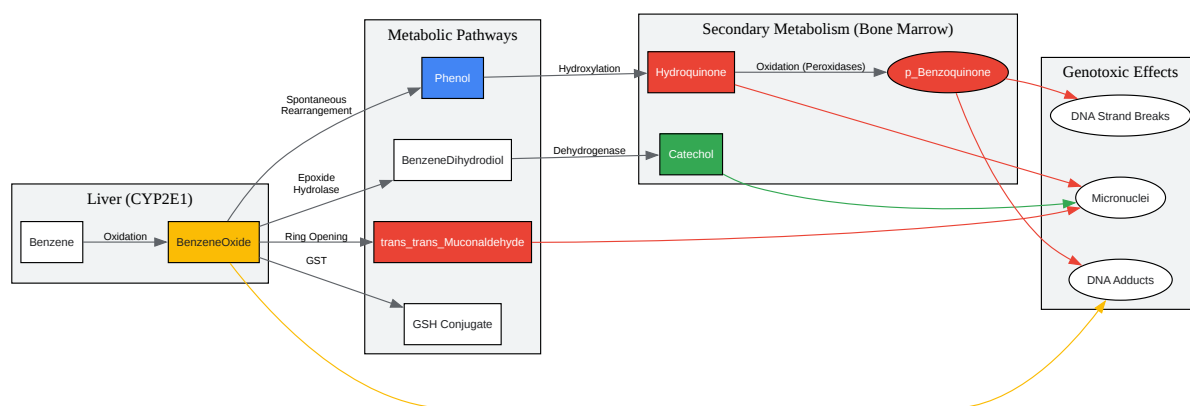 Secondary Metabolism (Bone Marrow)
Metabolic Pathways
Hydroquinone
Oxidation (Peroxidases)
p_Benzoquinone
Genotoxic Effects
Phenol
Hydroxylation
DNA Strand Breaks
Spontaneous
Rearrangement
BenzeneDihydrodiol
Dehydrogenase
Catechol
Epoxide
Hydrolase
Liver (CYP2E1)
Micronuclei
Benzene
Oxidation
BenzeneOxide
Ring Opening
trans_trans_Muconaldehyde
GST
DNA Adducts
GSH Conjugate